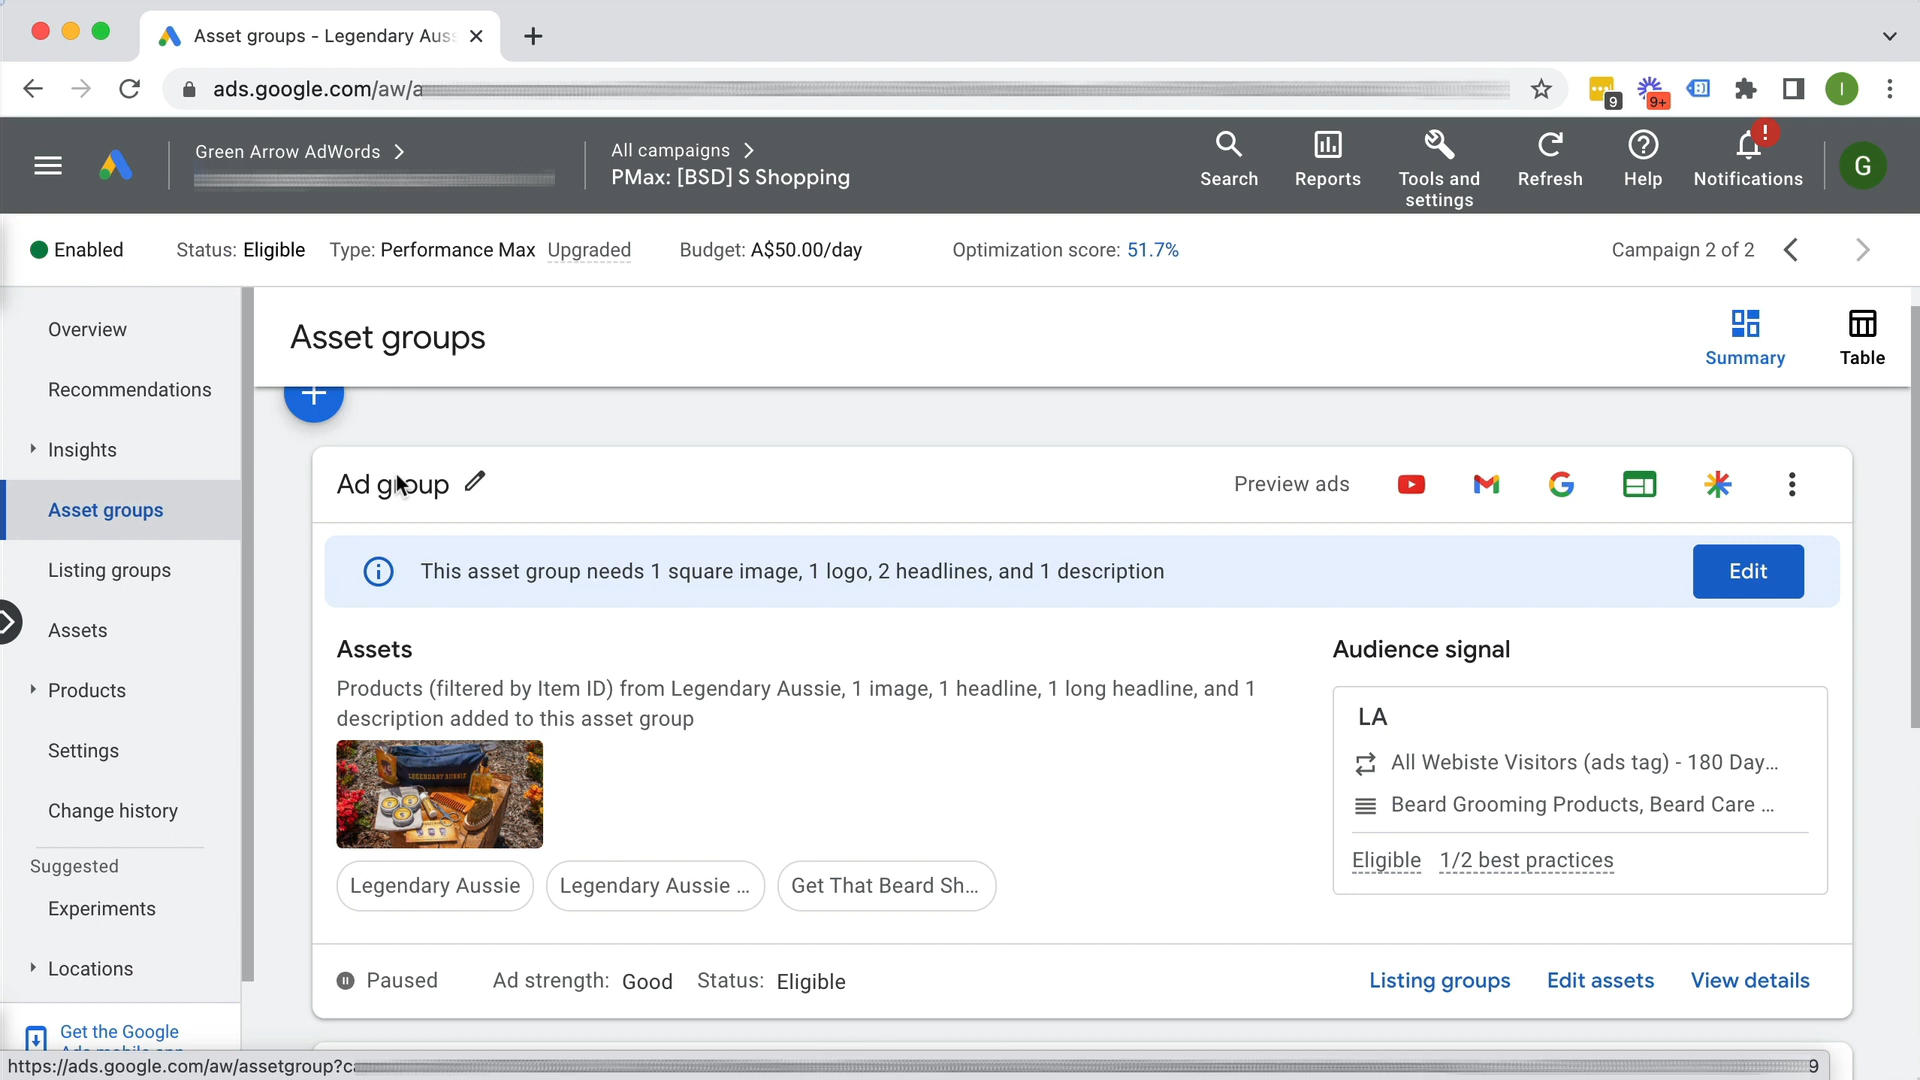 Asset groups - Legendary Aus
ads.google.com/aw/a
9
9+
I
Green Arrow AdWords
All campaigns
PMax: [BSD] S Shopping
Search
Reports
Tools and settings
Refresh
Help
!
Notifications
G
Enabled
Status: Eligible
Type: Performance Max Upgraded
Budget: A$50.00/day
Optimization score: 51.7%
Campaign 2 of 2
Overview
Recommendations
Insights
Asset groups
Listing groups
Assets
Products
Settings
Change history
Suggested
Experiments
Locations
Get the Google
Ads mobile app
Asset groups
Summary
Table
Ad group
Preview ads
This asset group needs 1 square image, 1 logo, 2 headlines, and 1 description
Edit
Assets
Products (filtered by Item ID) from Legendary Aussie, 1 image, 1 headline, 1 long headline, and 1
description added to this asset group
LEGENDARY AUSSIE
Legendary Aussie
Legendary Aussie ...
Get That Beard Sh...
Audience signal
LA
All Webiste Visitors (ads tag) - 180 Day...
Beard Grooming Products, Beard Care ...
Eligible
1/2 best practices
Paused
Ad strength: Good
Status: Eligible
Listing groups
Edit assets
View details
https://ads.google.com/aw/assetgroup?c
9